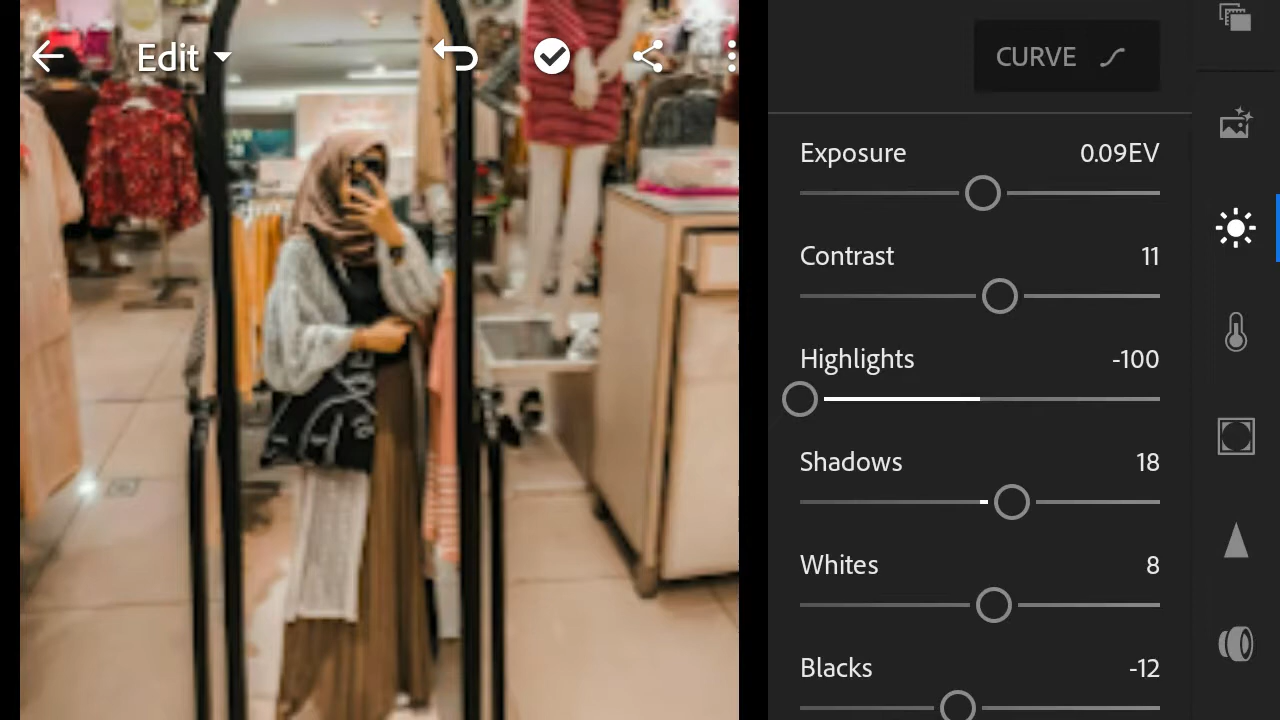 Edit
CURVE
Exposure 0.09EV
Contrast 11
Highlights -100
Shadows 18
Whites 8
Blacks -12